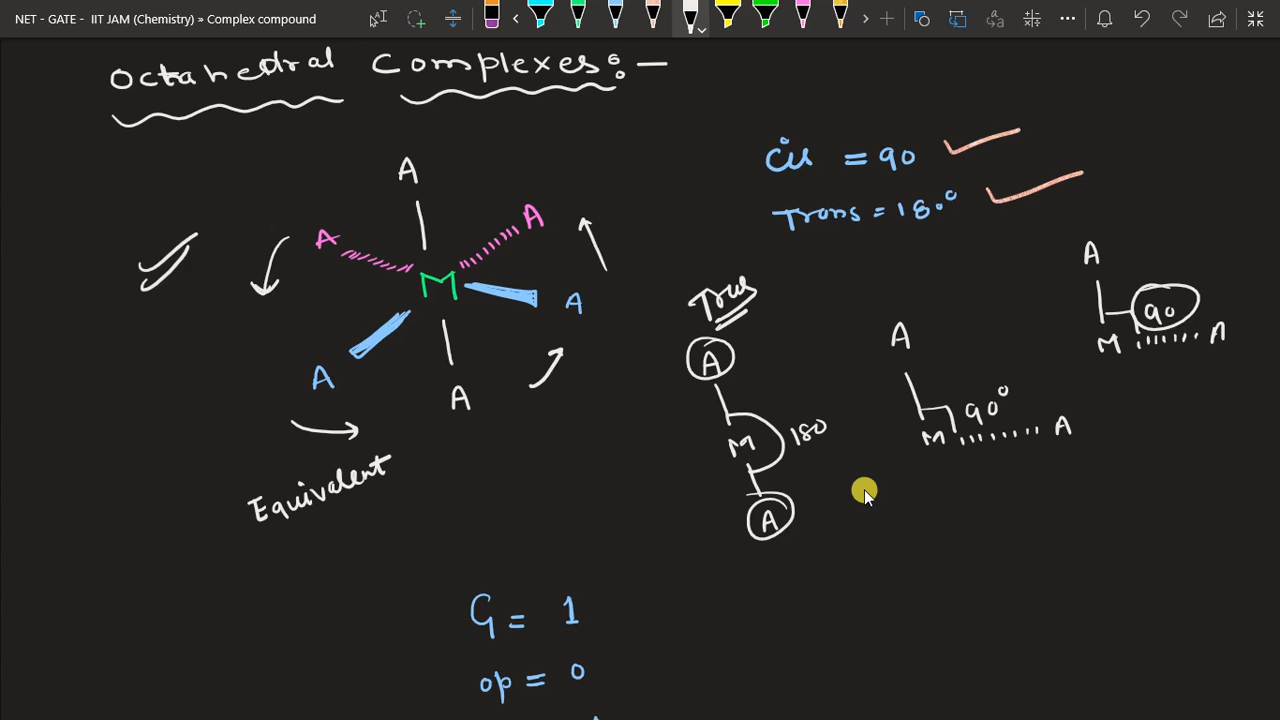 NET - GATE - IIT JAM (Chemistry) » Complex compound
Octahedral Complexes:-
A
A
A
M
A
A
A
Equivalent
Cis = 90
Trans = 180°
Trans
A
M
180
A
A
90°
M
A
A
90
M
A
G = 1
op = 0